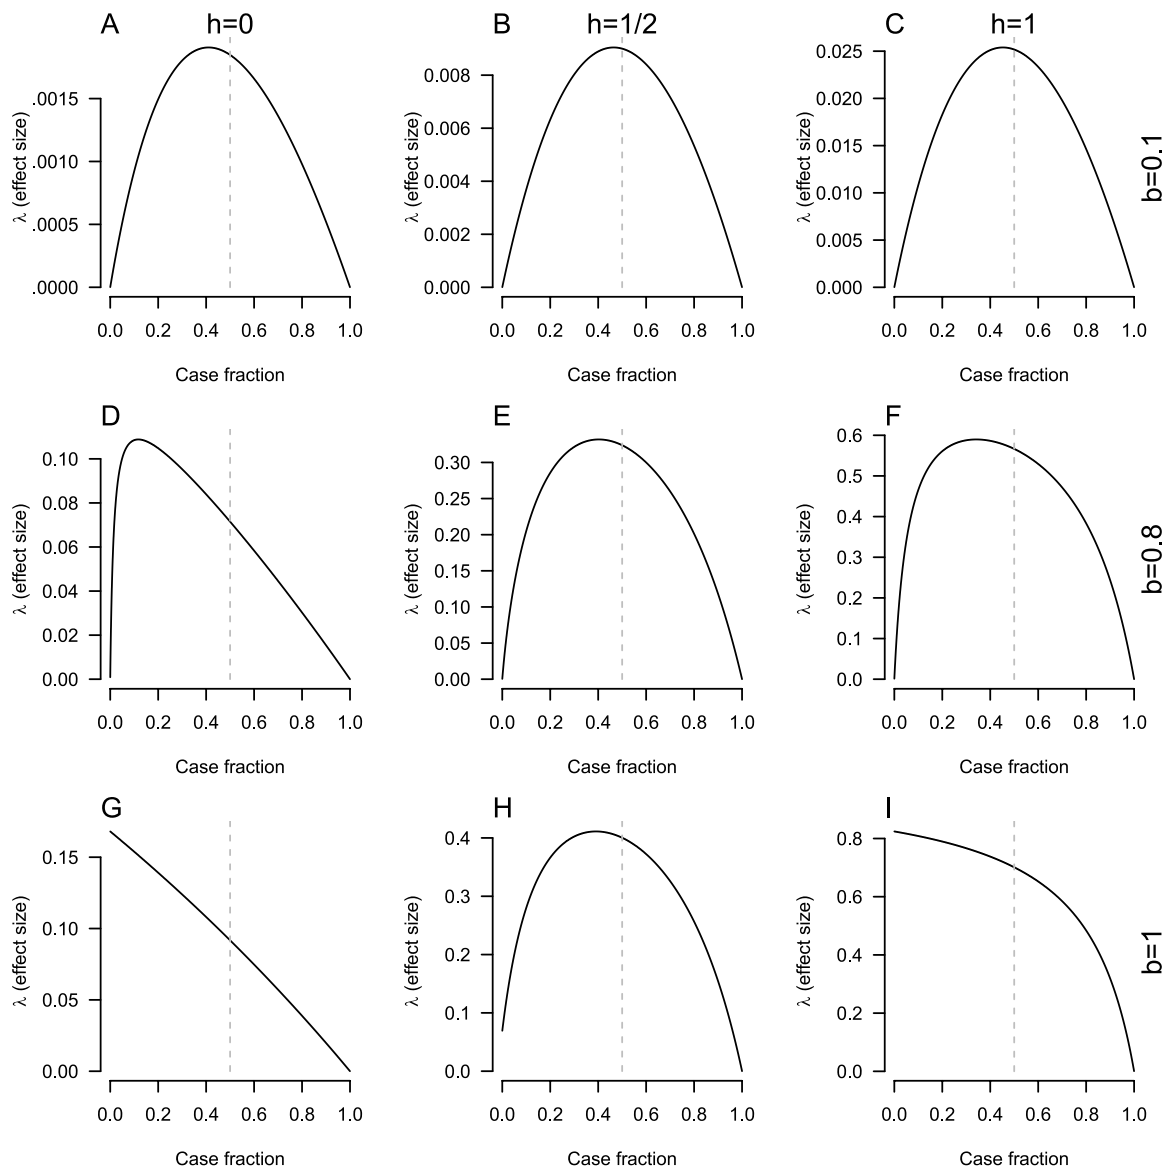 A h=0
B h=1/2
C h=1
λ (effect size)
.0015
.0010
.0005
.0000
0.0 0.2 0.4 0.6 0.8 1.0
Case fraction
λ (effect size)
0.008
0.006
0.004
0.002
0.000
0.0 0.2 0.4 0.6 0.8 1.0
Case fraction
λ (effect size)
0.025
0.020
0.015
0.010
0.005
0.000
0.0 0.2 0.4 0.6 0.8 1.0
Case fraction
b=0.1
D
λ (effect size)
0.10
0.08
0.06
0.04
0.02
0.00
0.0 0.2 0.4 0.6 0.8 1.0
Case fraction
E
λ (effect size)
0.30
0.25
0.20
0.15
0.10
0.05
0.00
0.0 0.2 0.4 0.6 0.8 1.0
Case fraction
F
λ (effect size)
0.6
0.5
0.4
0.3
0.2
0.1
0.0
0.0 0.2 0.4 0.6 0.8 1.0
Case fraction
b=0.8
G
λ (effect size)
0.15
0.10
0.05
0.00
0.0 0.2 0.4 0.6 0.8 1.0
Case fraction
H
λ (effect size)
0.4
0.3
0.2
0.1
0.0
0.0 0.2 0.4 0.6 0.8 1.0
Case fraction
I
λ (effect size)
0.8
0.6
0.4
0.2
0.0
0.0 0.2 0.4 0.6 0.8 1.0
Case fraction
b=1